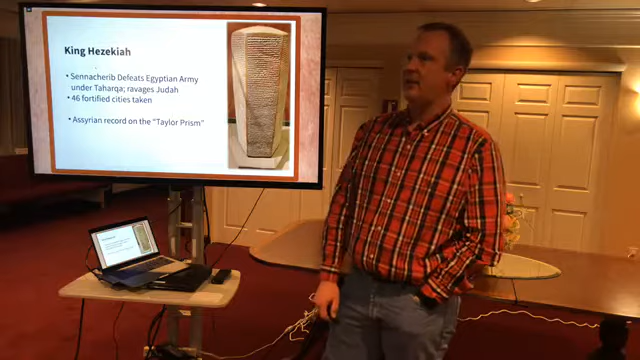 King Hezekiah
• Sennacherib Defeats Egyptian Army
under Taharqa; ravages Judah
• 46 fortified cities taken
• Assyrian record on the "Taylor Prism"